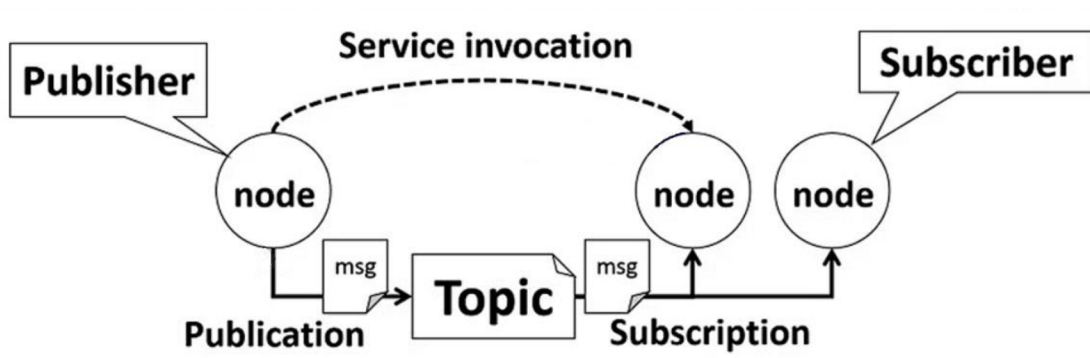 Service invocation
Publisher
Subscriber
node
node
node
msg
msg
Topic
Publication
Subscription